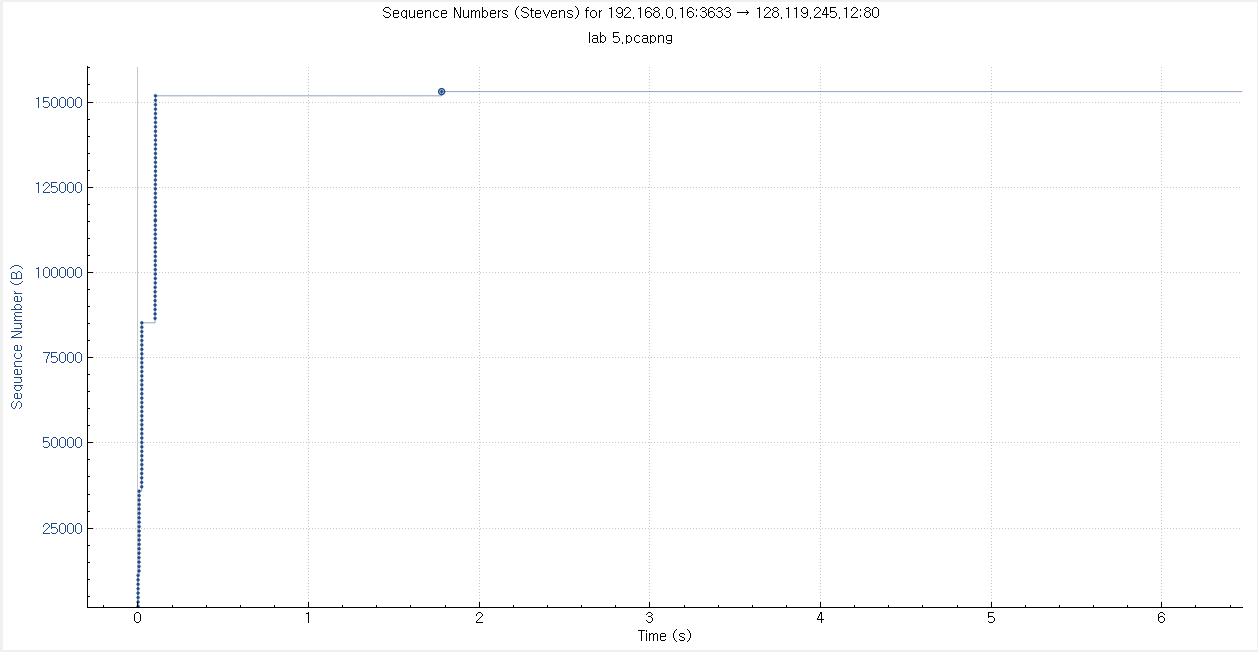 Sequence Numbers (Stevens) for 192,168,0,16:3633 → 128,119,245,12:80
lab 5,pcapng
150000
125000
100000
75000
50000
25000
Sequence Number (B)
0 1 2 3 4 5 6
Time (s)